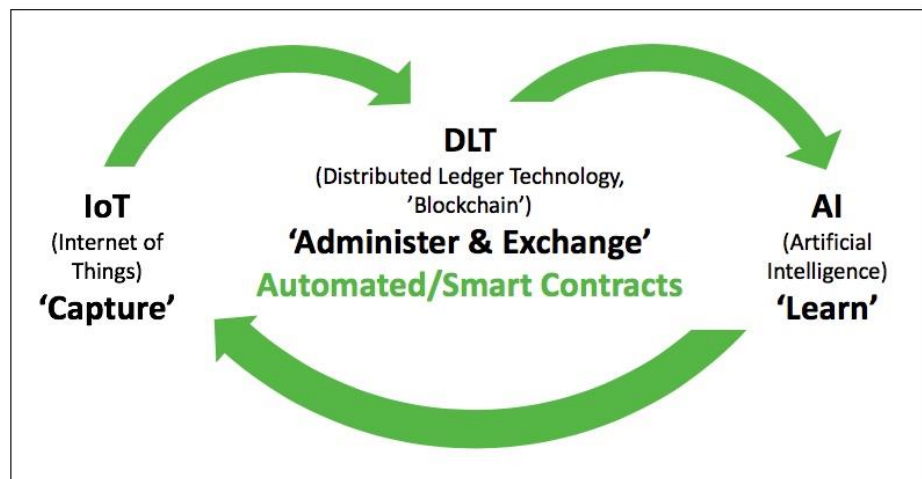 DLT
(Distributed Ledger Technology,
’Blockchain’)
‘Administer & Exchange’
Automated/Smart Contracts
IoT
(Internet of
Things)
‘Capture’
AI
(Artificial
Intelligence)
‘Learn’